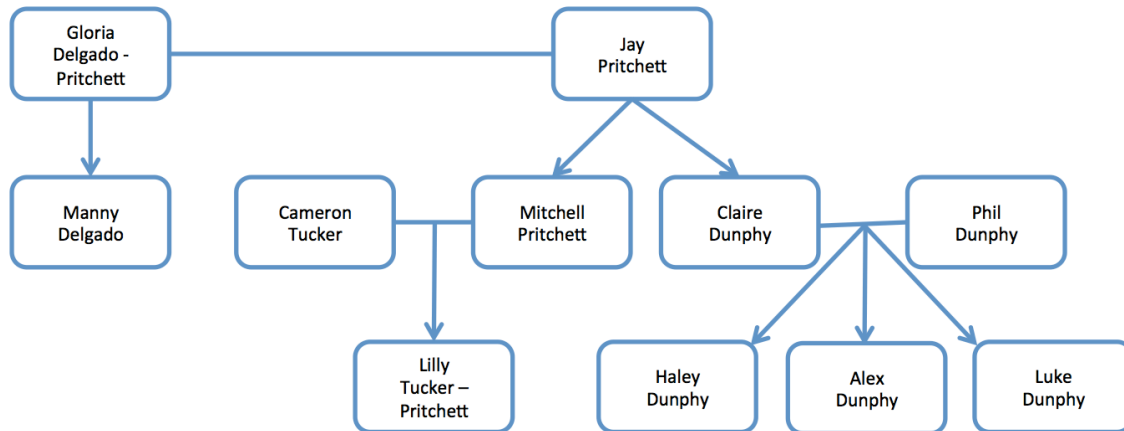 Gloria
Delgado -
Pritchett
Jay
Pritchett
Manny
Delgado
Cameron
Tucker
Mitchell
Pritchett
Claire
Dunphy
Phil
Dunphy
Lilly
Tucker –
Pritchett
Haley
Dunphy
Alex
Dunphy
Luke
Dunphy